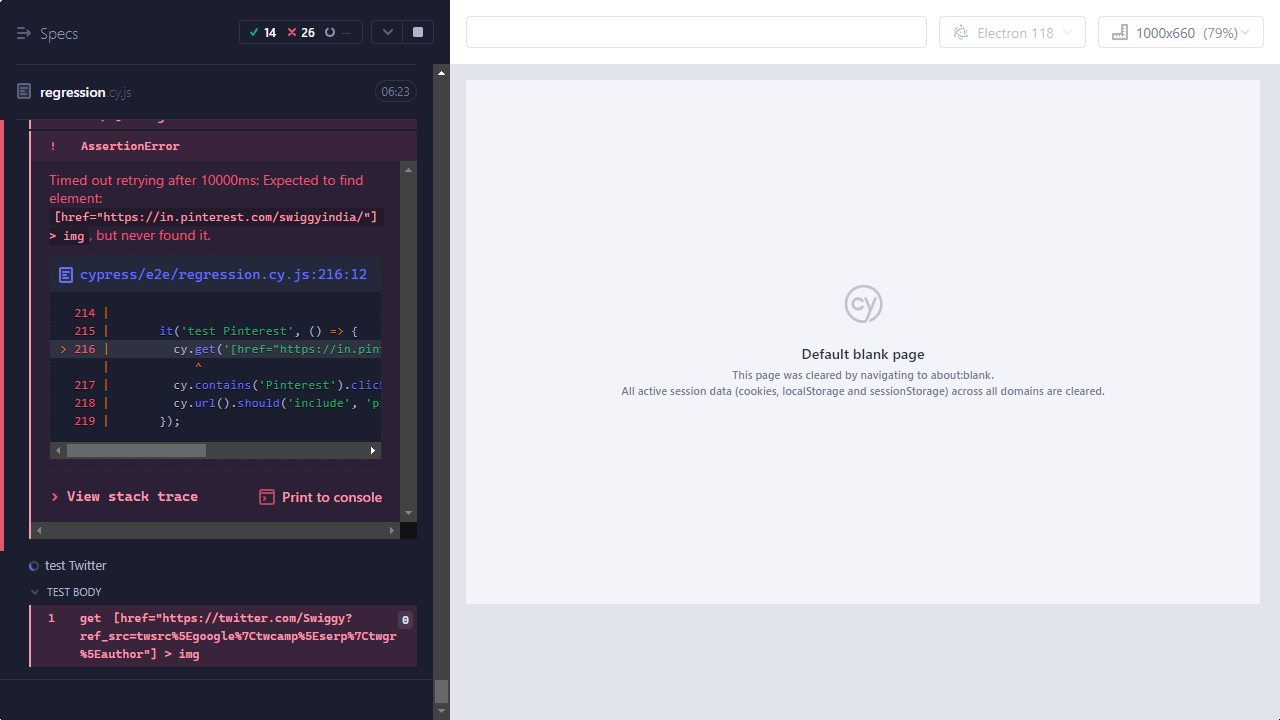 Specs
14
26
--
Electron 118
1000x660 (79%)
regression.cy.js
06:23
! AssertionError
Timed out retrying after 10000ms: Expected to find
element:
[href="https://in.pinterest.com/swiggyindia/"]
> img , but never found it.
cypress/e2e/regression.cy.js:216:12
214 |
215 | it('test Pinterest', () => {
> 216 | cy.get('[href="https://in.pin
| ^
217 | cy.contains('Pinterest').click
218 | cy.url().should('include', 'p
219 | });
View stack trace
Print to console
test Twitter
TEST BODY
1 get [href="https://twitter.com/Swiggy?
ref_src=twsrc%5Egoogle%7Ctwcamp%5Eserp%7Ctwgr
%5Eauthor"] > img
0
cy
Default blank page
This page was cleared by navigating to about:blank.
All active session data (cookies, localStorage and sessionStorage) across all domains are cleared.